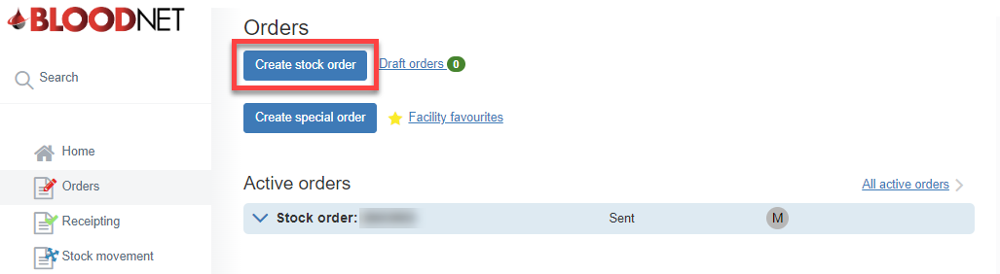 BLOODNET
Search
Home
Orders
Receipting
Stock movement
Orders
Create stock order
Draft orders 0
Create special order
Facility favourites
Active orders
All active orders
Stock order:
Sent
M